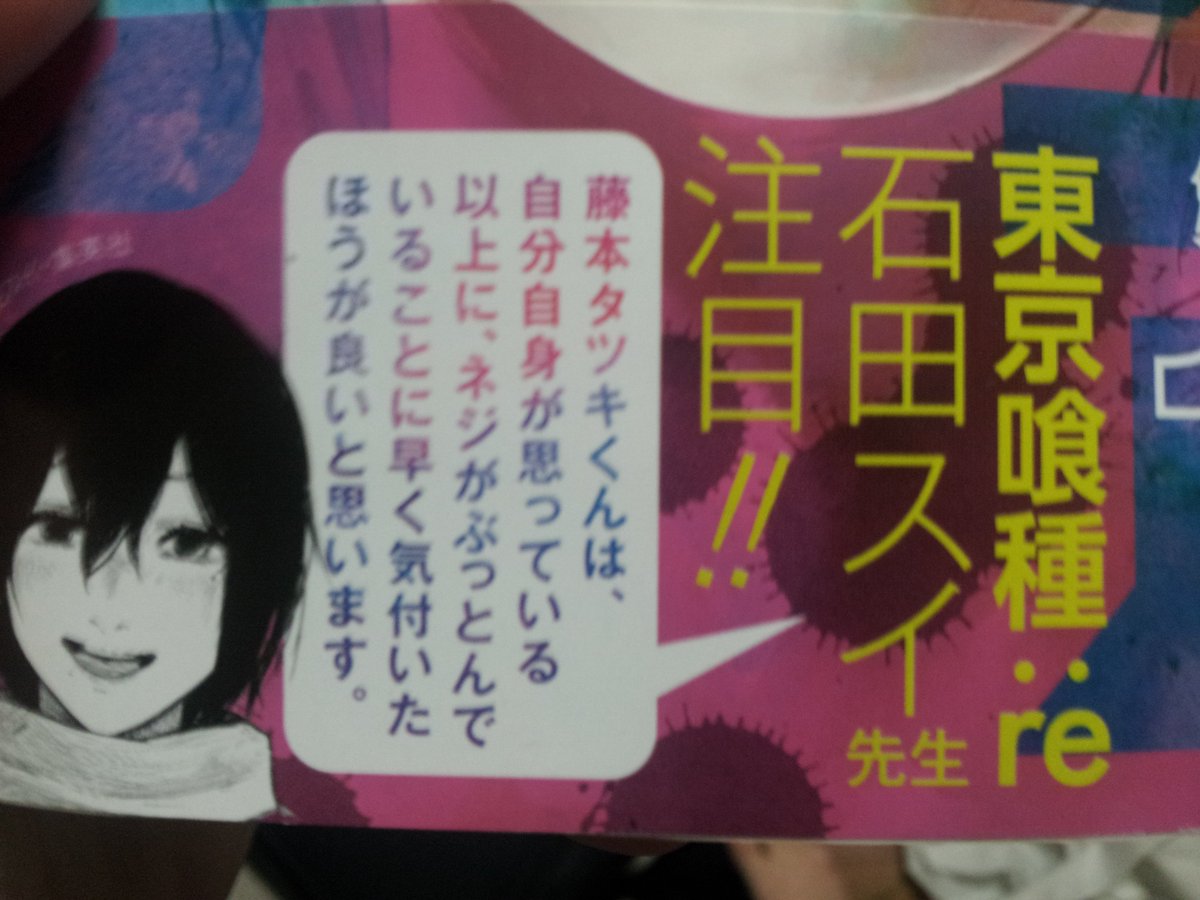 東京喰種:re
石田スイ先生
注目!!
藤本タツキくんは、
自分自身が思っている
以上に、ネジがぶっとんで
いることに早く気付いた
ほうが良いと思います。